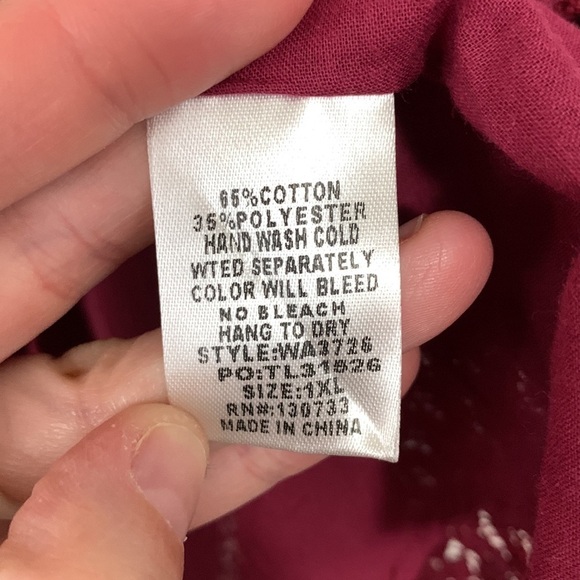 65%COTTON
35%POLYESTER
HAND WASH COLD
WTED SEPARATELY
COLOR WILL BLEED
NO BLEACH
HANG TO DRY
STYLE:WA3726
PO:TL31526
SIZE:1XL
RN#:130733
MADE IN CHINA